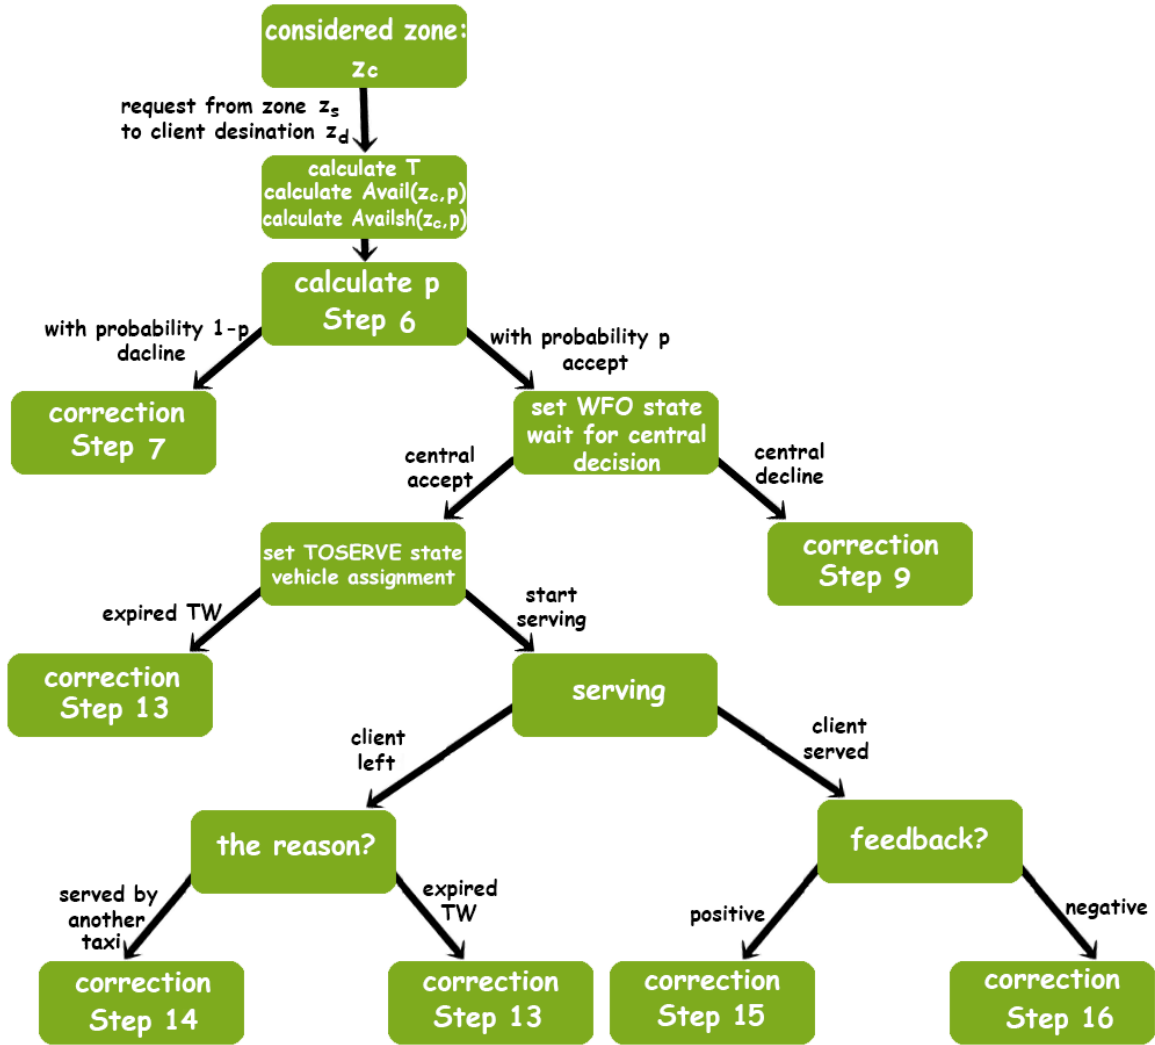 considered zone:
zc
request from zone zs
to client desination zd
calculate T
calculate Avail(zc,p)
calculate Availsh(zc,p)
calculate p
Step 6
with probability 1-p
dacline
with probability p
accept
correction
Step 7
set WFO state
wait for central
decision
central
accept
central
decline
set TOSERVE state
vehicle assignment
correction
Step 9
expired TW
start
serving
correction
Step 13
serving
client
left
client
served
the reason?
feedback?
served by
another
taxi
expired
TW
positive
negative
correction
Step 14
correction
Step 13
correction
Step 15
correction
Step 16